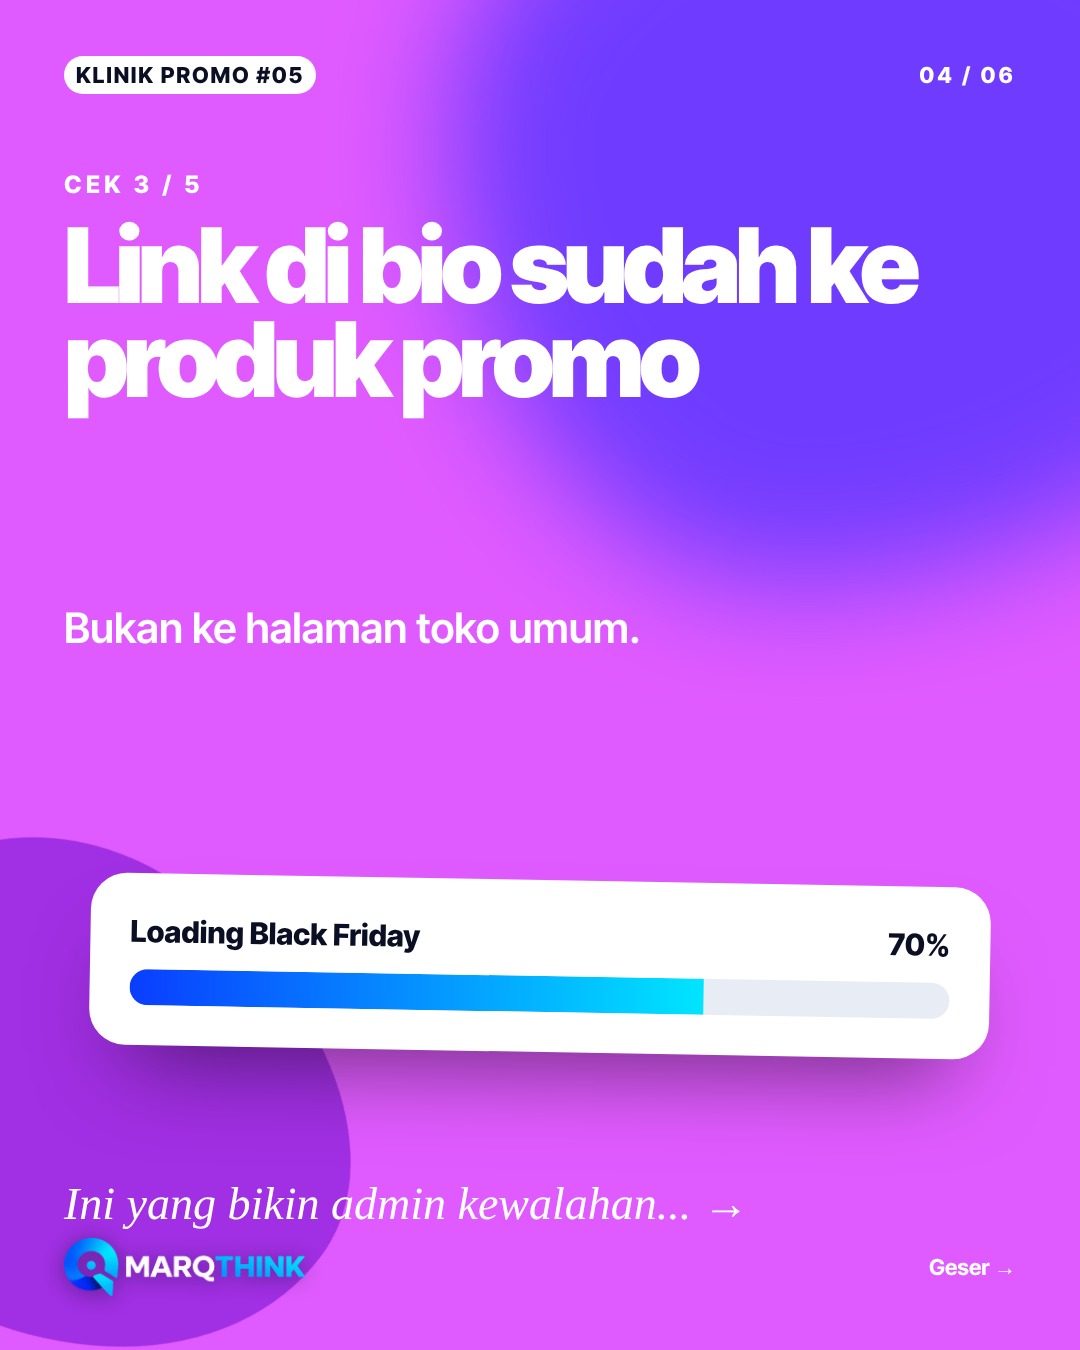 KLINIK PROMO #05
04 / 06
CEK 3 / 5
Link di bio sudah ke
produk promo
Bukan ke halaman toko umum.
Loading Black Friday
70%
Ini yang bikin admin kewalahan... →
MARQTHINK
Geser →